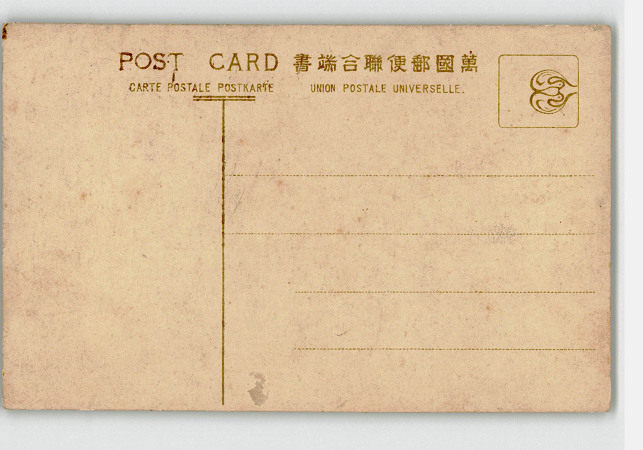 POST CARD 書端合聯便郵國萬
CARTE POSTALE POSTKARTE UNION POSTALE UNIVERSELLE.